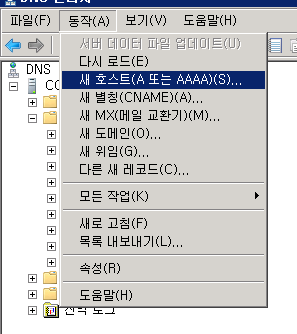 파일(F) 동작(A) 보기(V) 도움말(H)
서버 데이터 파일 업데이트(U)
DNS
다시 로드(E)
새 호스트(A 또는 AAAA)(S)...
새 별칭(CNAME)(A)...
새 MX(메일 교환기)(M)...
새 도메인(O)...
새 위임(G)...
다른 새 레코드(C)...
모든 작업(K)
새로 고침(F)
목록 내보내기(L)...
속성(R)
도움말(H)